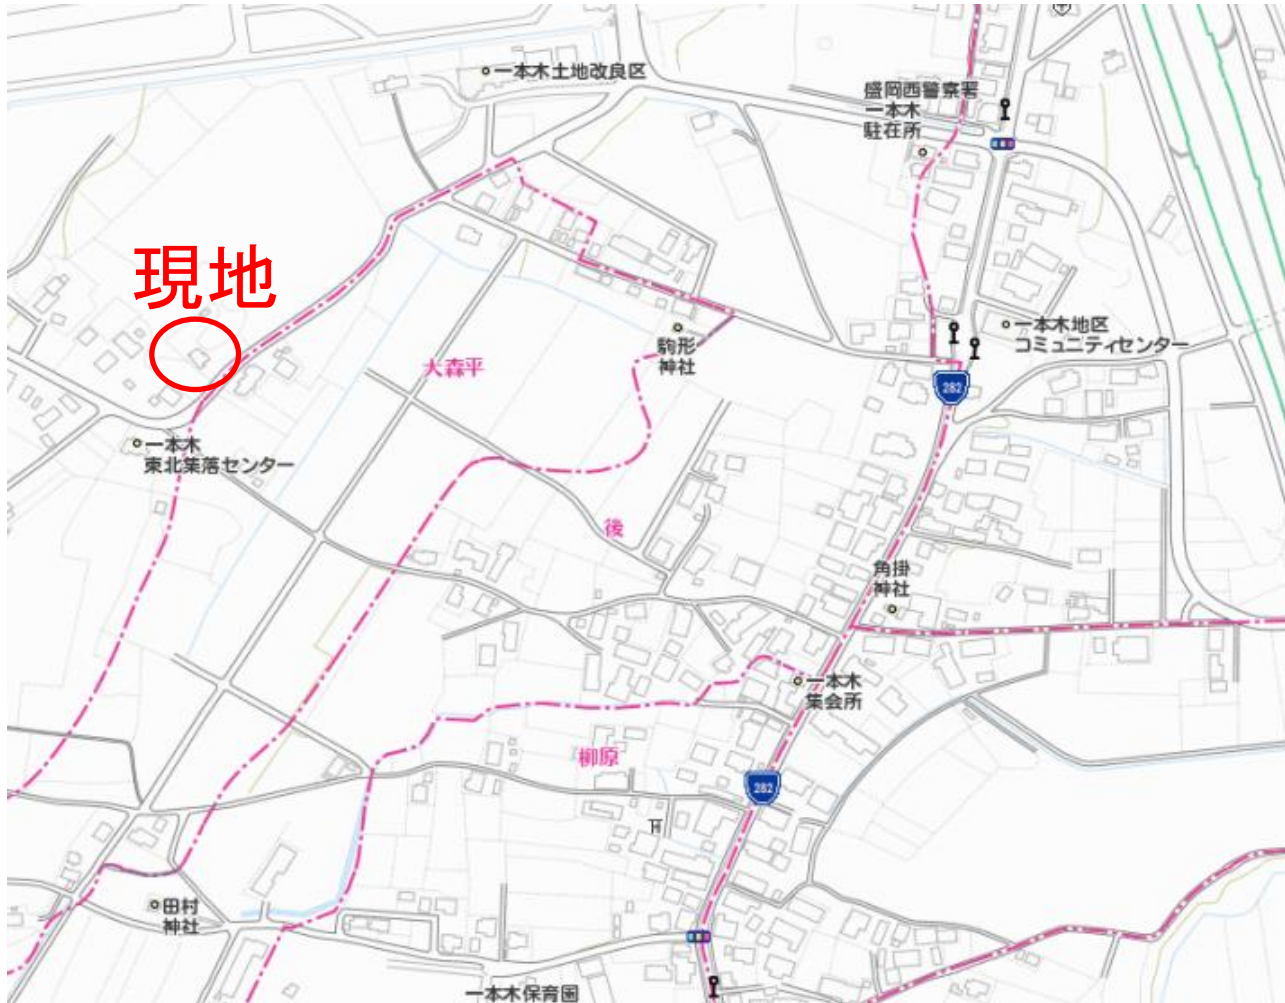 一本木土地改良区
盛岡西警察署
一本木
駐在所
現地
一本木地区
コミュニティセンター
駒形
神社
大森平
282
一本木
東北集落センター
後
角掛
神社
一本木
集会所
柳原
282
田村
神社
一本木保育園